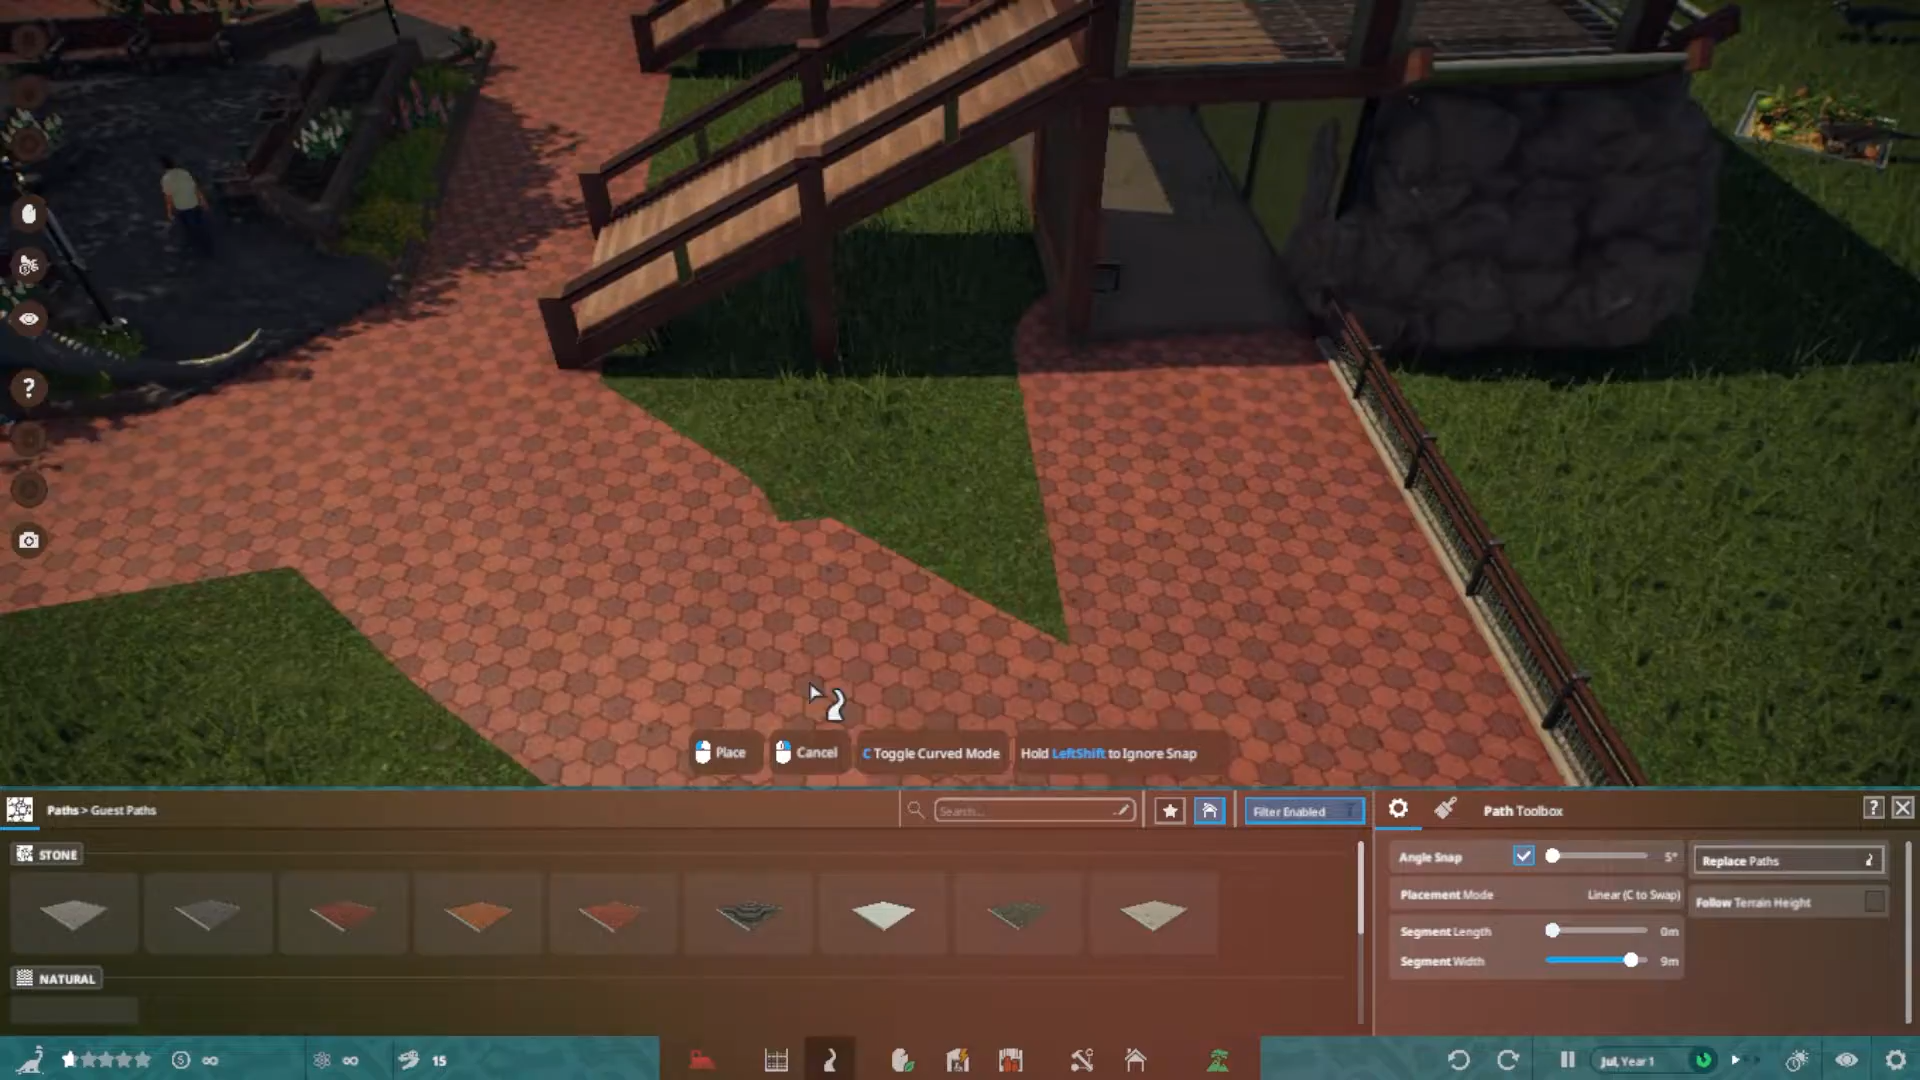 ?
Place
Cancel
C Toggle Curved Mode
Hold LeftShift to Ignore Snap
Paths > Guest Paths
Search...
Filter Enabled
Path Toolbox
?
STONE
Angle Snap
5°
Replace Paths
Placement Mode
Linear (C to Swap)
Follow Terrain Height
Segment Length
0m
Segment Width
9m
NATURAL
∞
∞
15
Jul, Year 1